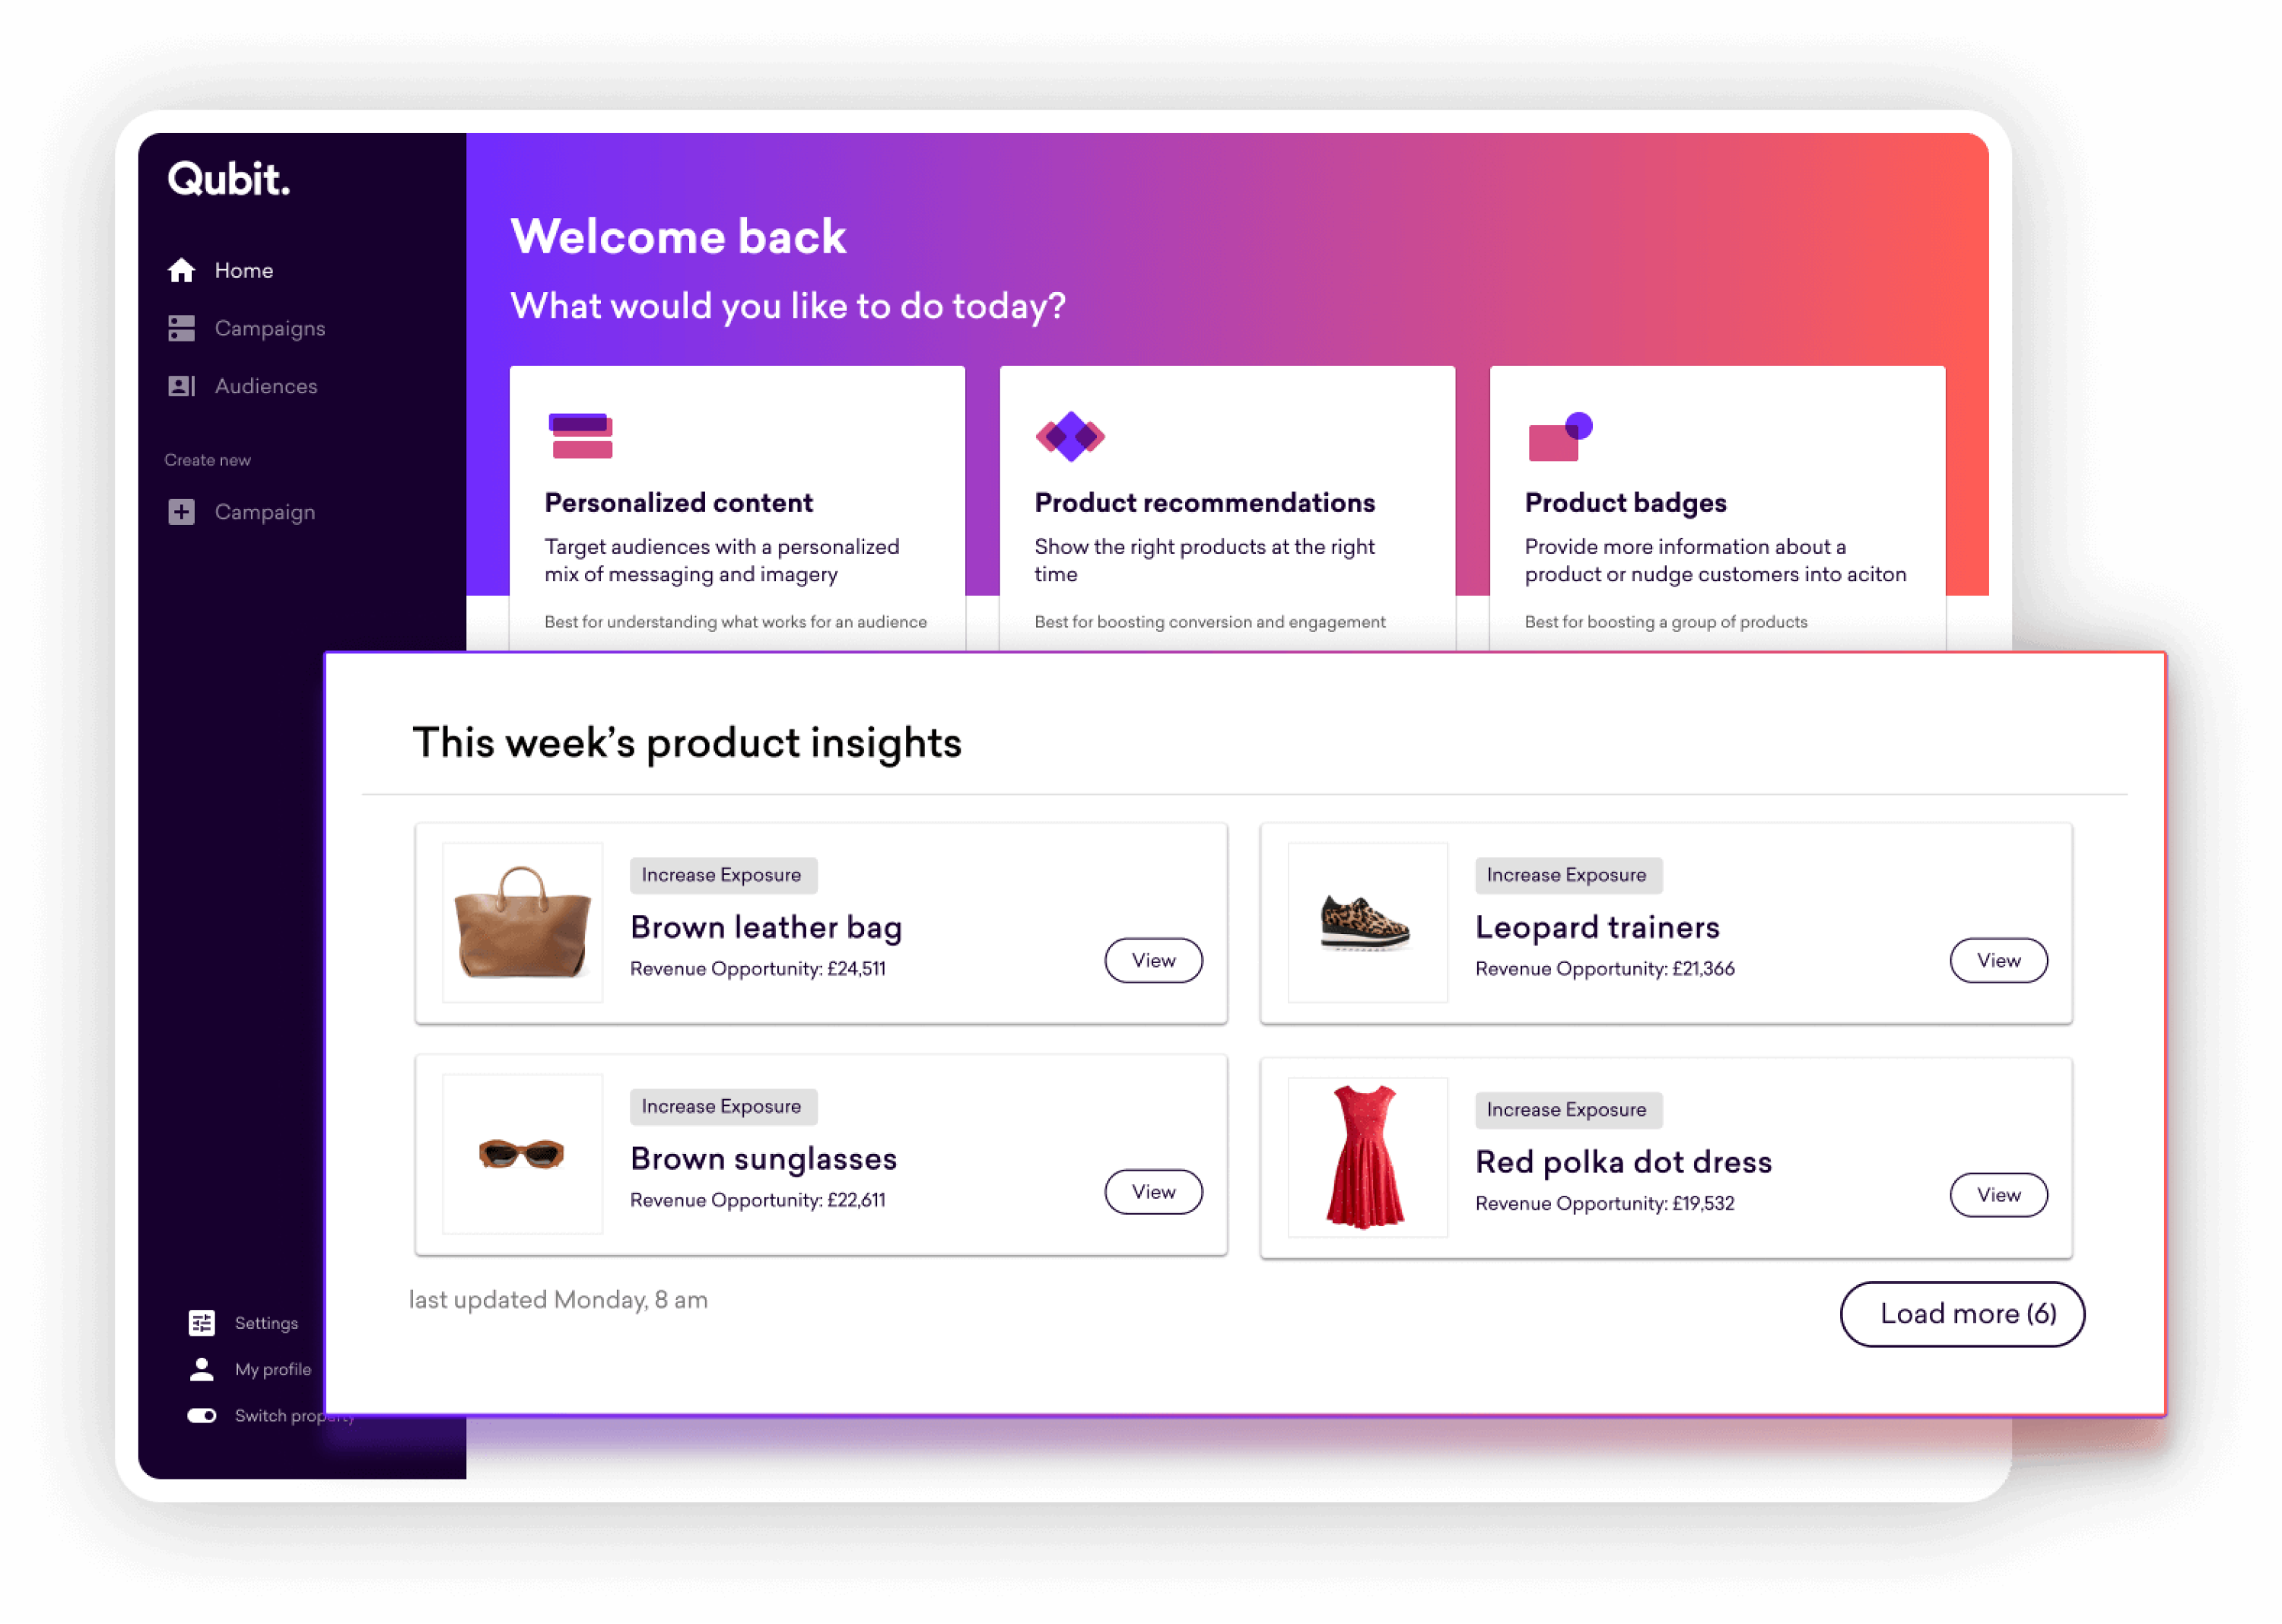 Qubit.
Home
Campaigns
Audiences
Create new
Campaign
Welcome back
What would you like to do today?
Personalized content
Target audiences with a personalized
mix of messaging and imagery
Best for understanding what works for an audience
Product recommendations
Show the right products at the right
time
Best for boosting conversion and engagement
Product badges
Provide more information about a
product or nudge customers into aciton
Best for boosting a group of products
This week's product insights
Increase Exposure
Brown leather bag
Revenue Opportunity: £24,511
View
Increase Exposure
Leopard trainers
Revenue Opportunity: £21,366
View
Increase Exposure
Brown sunglasses
Revenue Opportunity: £22,611
View
Increase Exposure
Red polka dot dress
Revenue Opportunity: £19,532
View
last updated Monday, 8 am
Load more (6)
Settings
My profile
Switch property